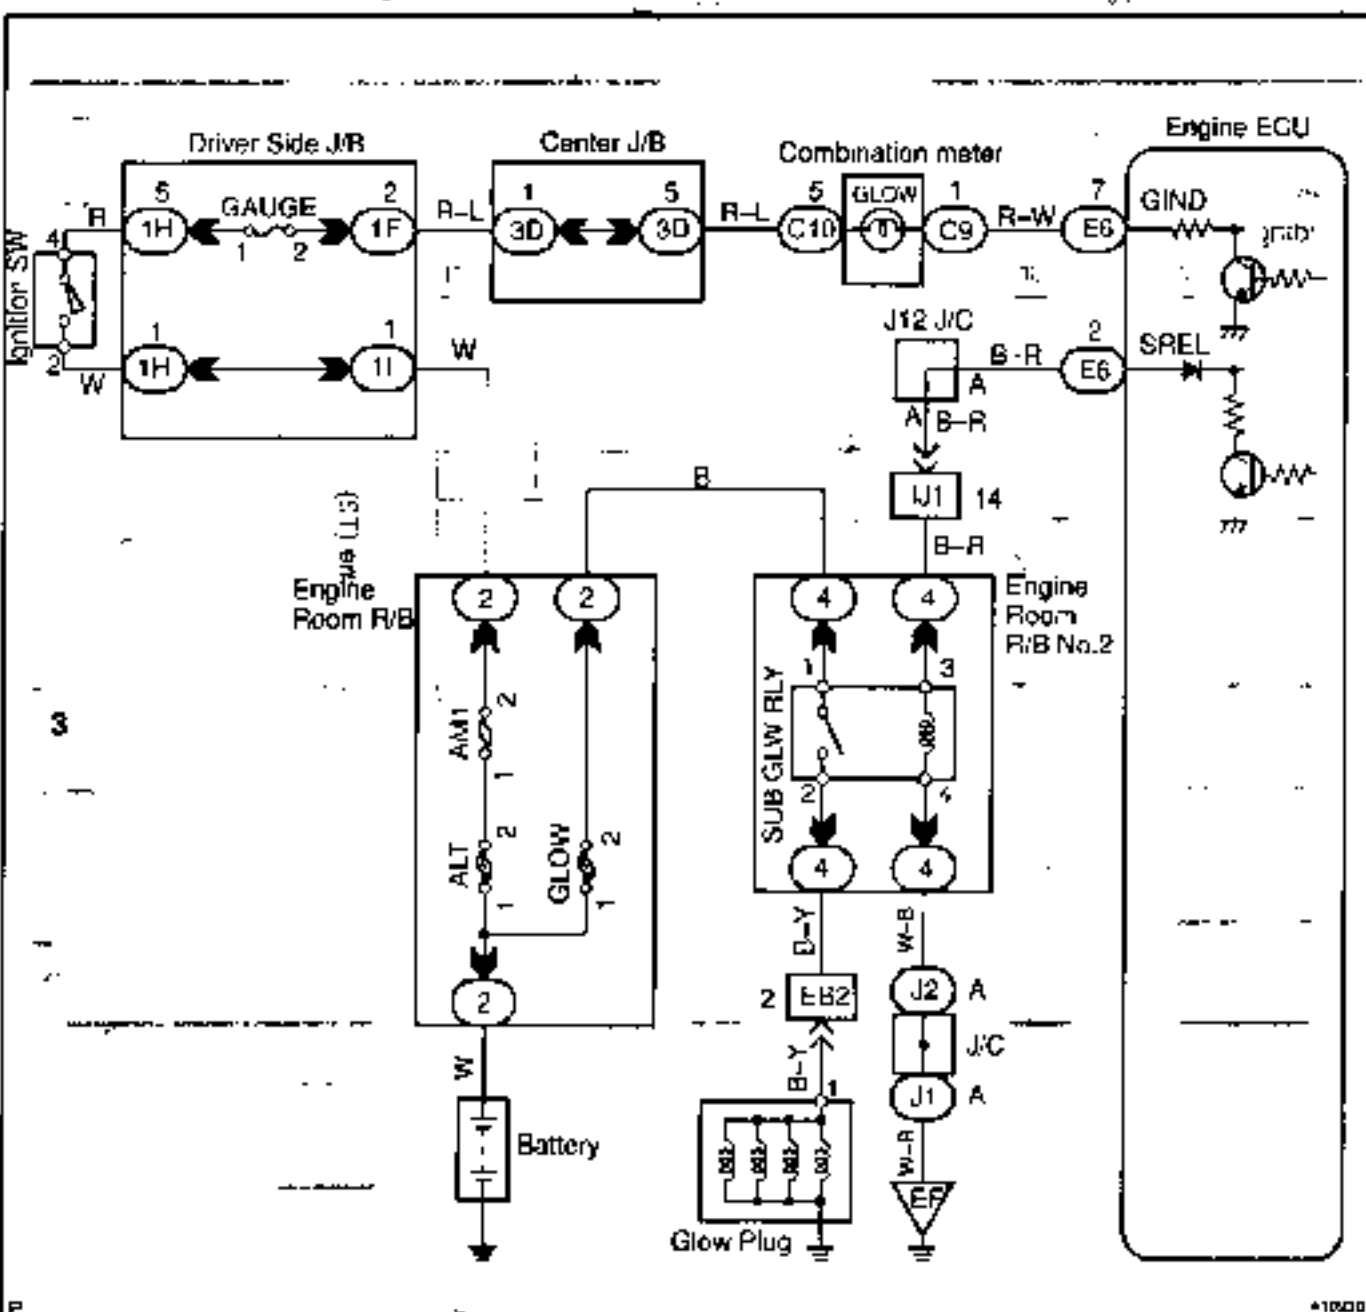 Engine ECU
Driver Side J/B
Center J/B
Combination meter
5
GAUGE
2
1
5
5
GLOW
1
7
GIND
R
1H
1F
R-L
3D
3D
R-L
C10
C9
R-W
E6
4
1
2
Ignition SW
J12 J/C
1
1
W
B-R
2
SREL
2
W
1H
1I
A
E6
A
B-R
B
IJ1
14
B-R
Engine
Room R/B
2
2
4
4
Engine
Room
R/B No.2
1
3
AM1
2
1
SUB GLW RLY
2
4
ALT
2
1
GLOW
2
1
4
4
B-Y
W-B
2
2
EB2
J2
A
J/C
W
B-Y
1
J1
A
Battery
Glow Plug